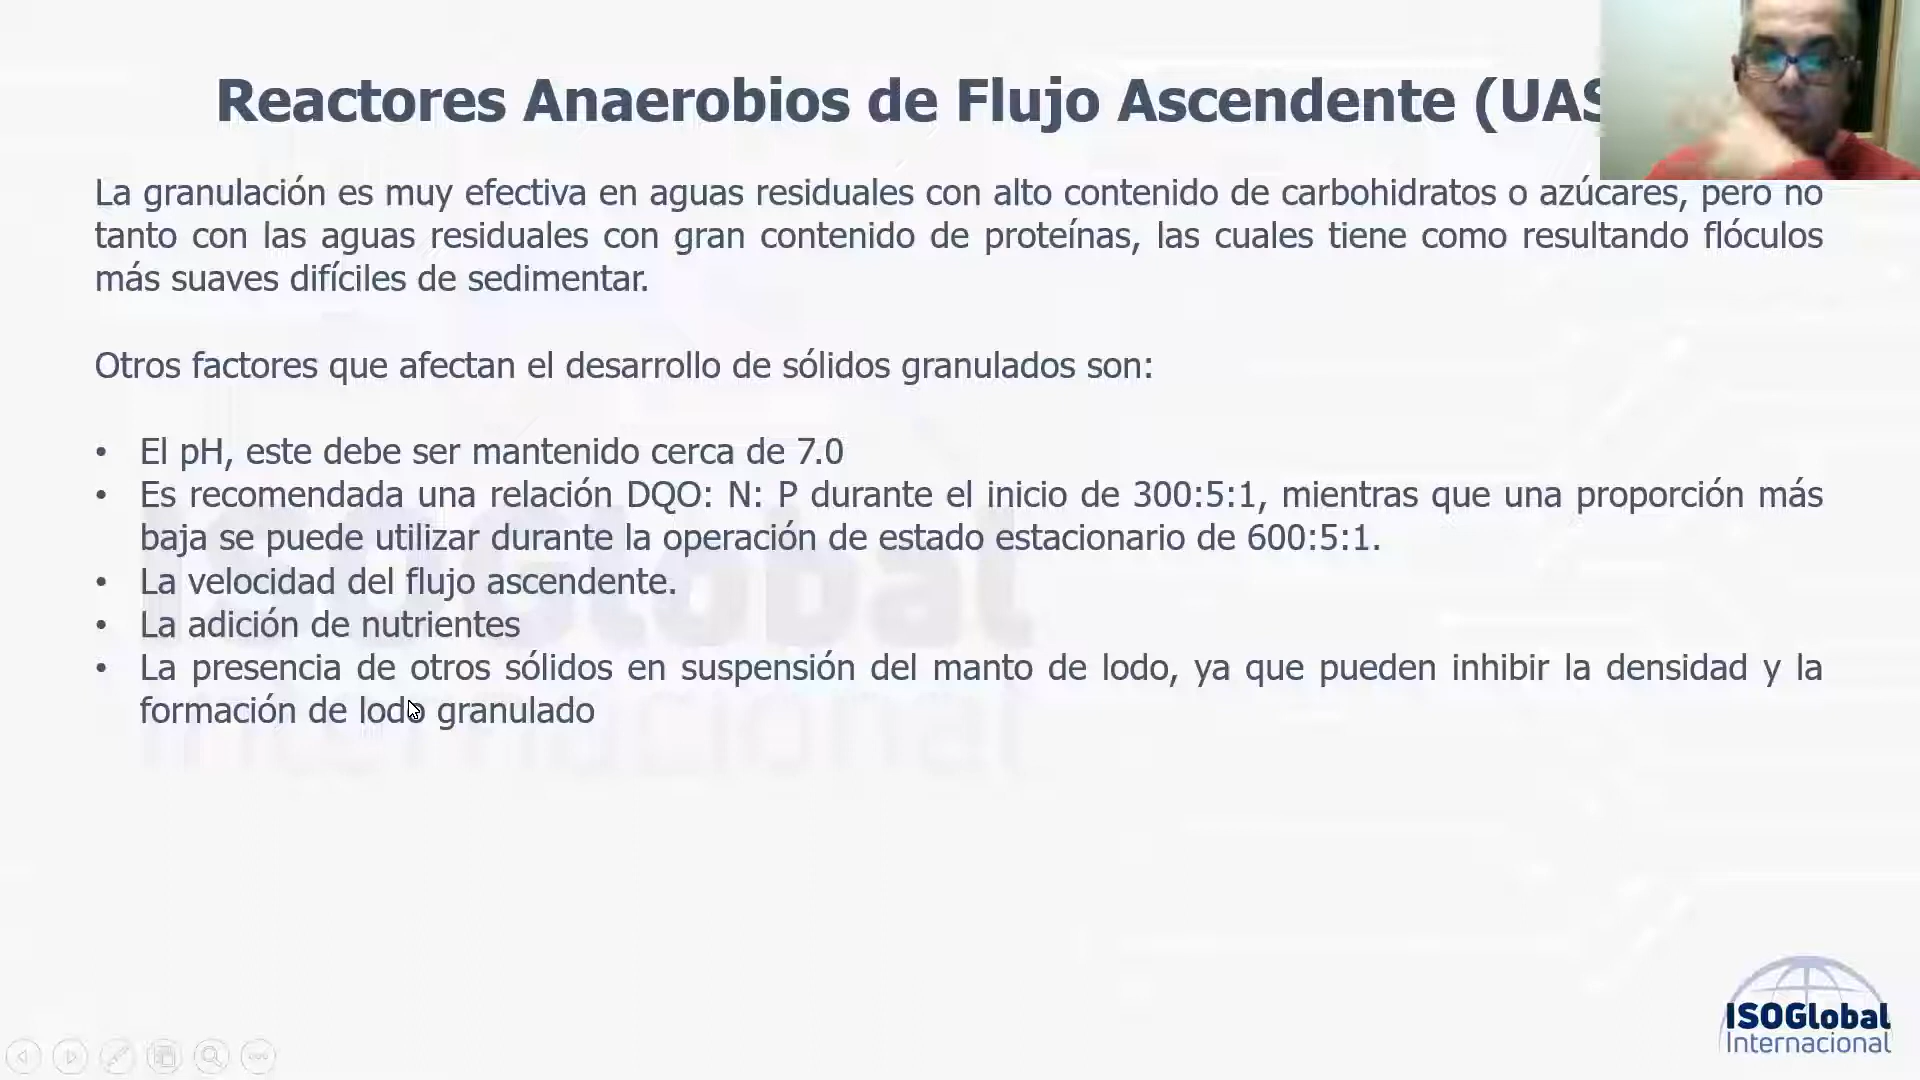 Reactores Anaerobios de Flujo Ascendente (UAS
La granulación es muy efectiva en aguas residuales con alto contenido de carbohidratos o azúcares, pero no
tanto con las aguas residuales con gran contenido de proteínas, las cuales tiene como resultando flóculos
más suaves difíciles de sedimentar.
Otros factores que afectan el desarrollo de sólidos granulados son:
• El pH, este debe ser mantenido cerca de 7.0
• Es recomendada una relación DQO: N: P durante el inicio de 300:5:1, mientras que una proporción más
baja se puede utilizar durante la operación de estado estacionario de 600:5:1.
• La velocidad del flujo ascendente.
• La adición de nutrientes
• La presencia de otros sólidos en suspensión del manto de lodo, ya que pueden inhibir la densidad y la
formación de lodo granulado
ISOGlobal
Internacional
ISOGlobal
Internacional